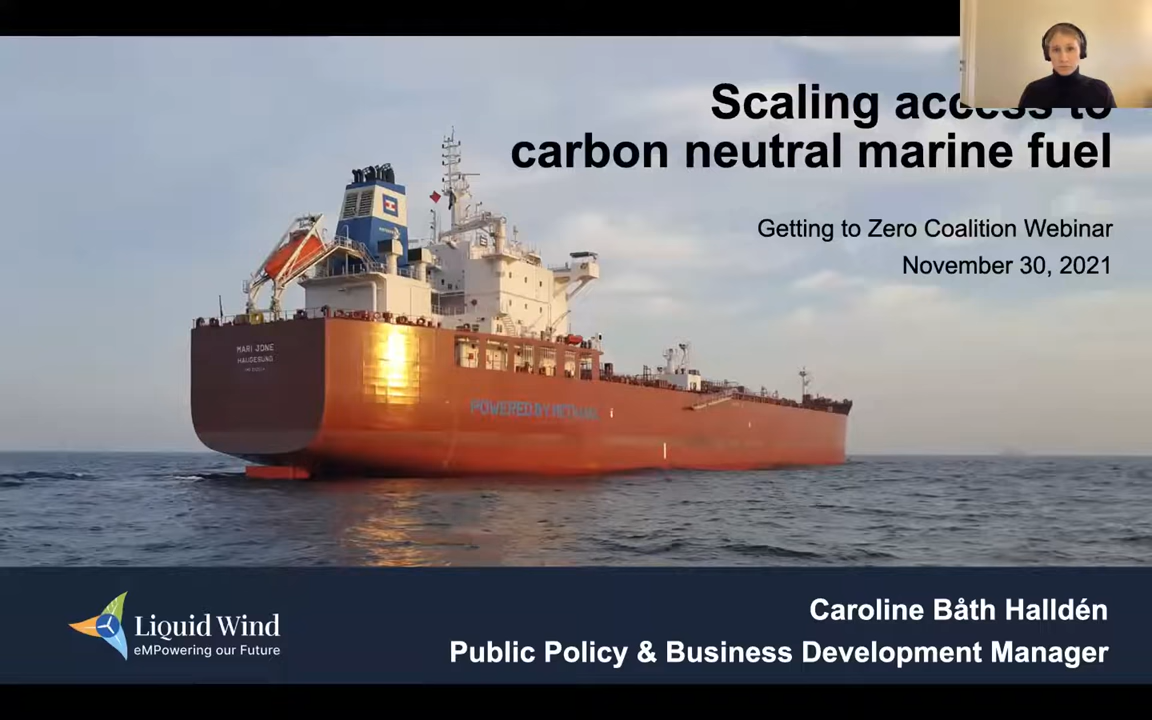 Scaling access to
carbon neutral marine fuel
Getting to Zero Coalition Webinar
November 30, 2021
MARI JONE
HAUGESUND
POWERED BY
Liquid Wind
eMPowering our Future
Caroline Båth Halldén
Public Policy & Business Development Manager